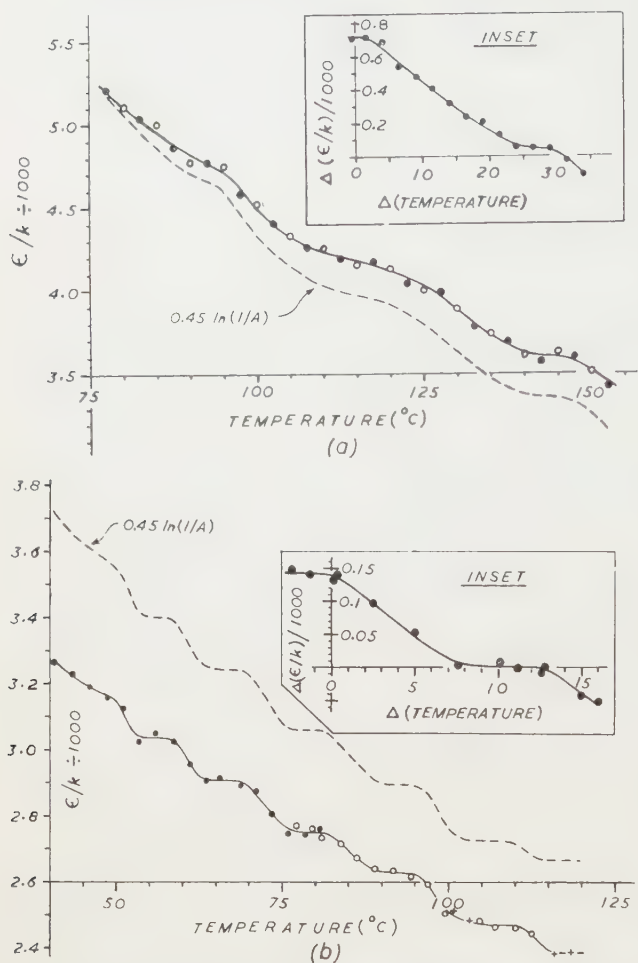 5.5
5.0
4.5
4.0
3.5
ϵ/k ÷ 1000
0.8
0.6
0.4
0.2
0
INSET
Δ(ϵ/k)/1000
0 10 20 30
Δ(TEMPERATURE)
0.45 ln(1/A)
75 100 125 150
TEMPERATURE(°C)
(a)
3.8
3.6
3.4
3.2
3.0
2.8
2.6
2.4
ϵ/k ÷ 1000
0.45 ln(1/A)
0.15
0.1
0.05
INSET
Δ(ϵ/k)/1000
5 10 15
Δ(TEMPERATURE)
50 75 100 125
TEMPERATURE(°C)
(b)